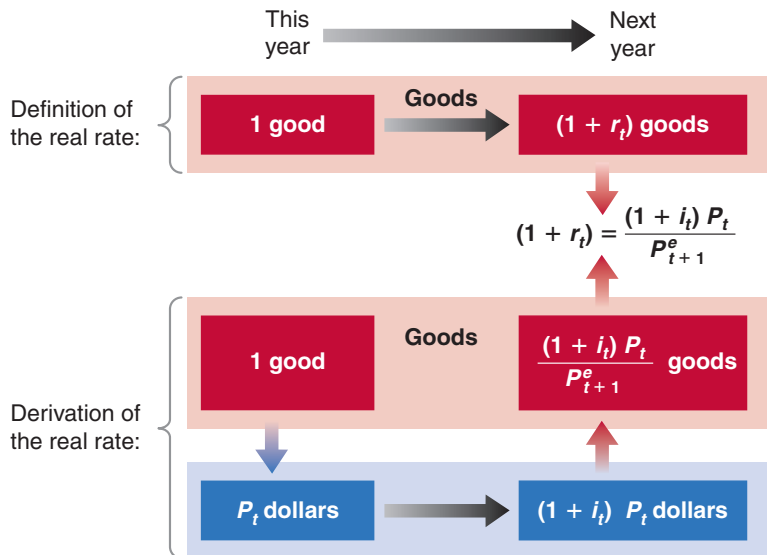 This year
Next year
Definition of the real rate:
Goods
1 good
(1 + r_t) goods
(1 + r_t) = \frac{(1 + i_t) P_t}{P^e_{t+1}}
Derivation of the real rate:
1 good
Goods
\frac{(1 + i_t) P_t}{P^e_{t+1}} goods
P_t dollars
(1 + i_t) P_t dollars